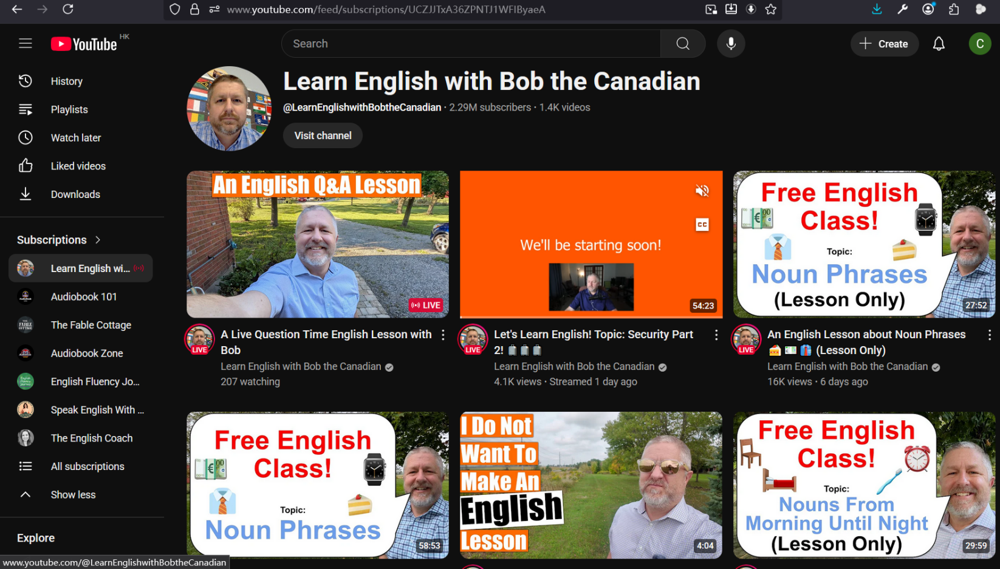 www.youtube.com/feed/subscriptions/UCZJJTxA36ZPNTJ1WFIByaeA
YouTube HK
Search
Create
C
History
Playlists
Watch later
Liked videos
Downloads
Subscriptions
Learn English wi...
Audiobook 101
The Fable Cottage
Audiobook Zone
English Fluency Jo...
Speak English With ...
The English Coach
All subscriptions
Show less
Explore
Learn English with Bob the Canadian
@LearnEnglishwithBobtheCanadian · 2.29M subscribers · 1.4K videos
Visit channel
An English Q&A Lesson
LIVE
LIVE
A Live Question Time English Lesson with
Bob
Learn English with Bob the Canadian
207 watching
CC
We'll be starting soon!
54:23
LIVE
Let's Learn English! Topic: Security Part
2! 🧳🧳🧳
Learn English with Bob the Canadian
4.1K views · Streamed 1 day ago
Free English
Class!
Topic:
Noun Phrases
(Lesson Only)
27:52
LIVE
An English Lesson about Noun Phrases
🍰 💶 👔 (Lesson Only)
Learn English with Bob the Canadian
16K views · 6 days ago
Free English
Class!
Topic:
Noun Phrases
58:53
I Do Not
Want To
Make An
English
Lesson
4:04
Free English
Class!
Topic:
Nouns From
Morning Until Night
(Lesson Only)
29:59
www.youtube.com/@LearnEnglishwithBobtheCanadian